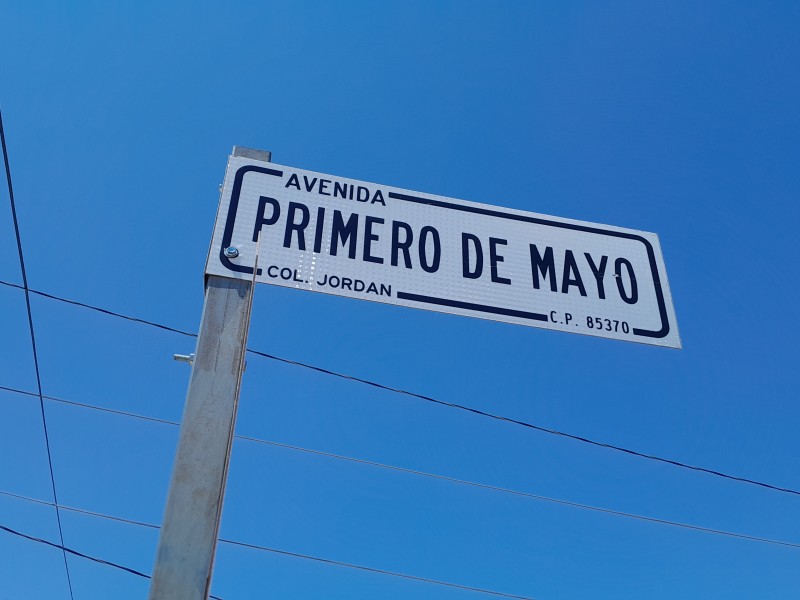 AVENIDA
PRIMERO DE MAYO
COL. JORDAN
C.P. 85370